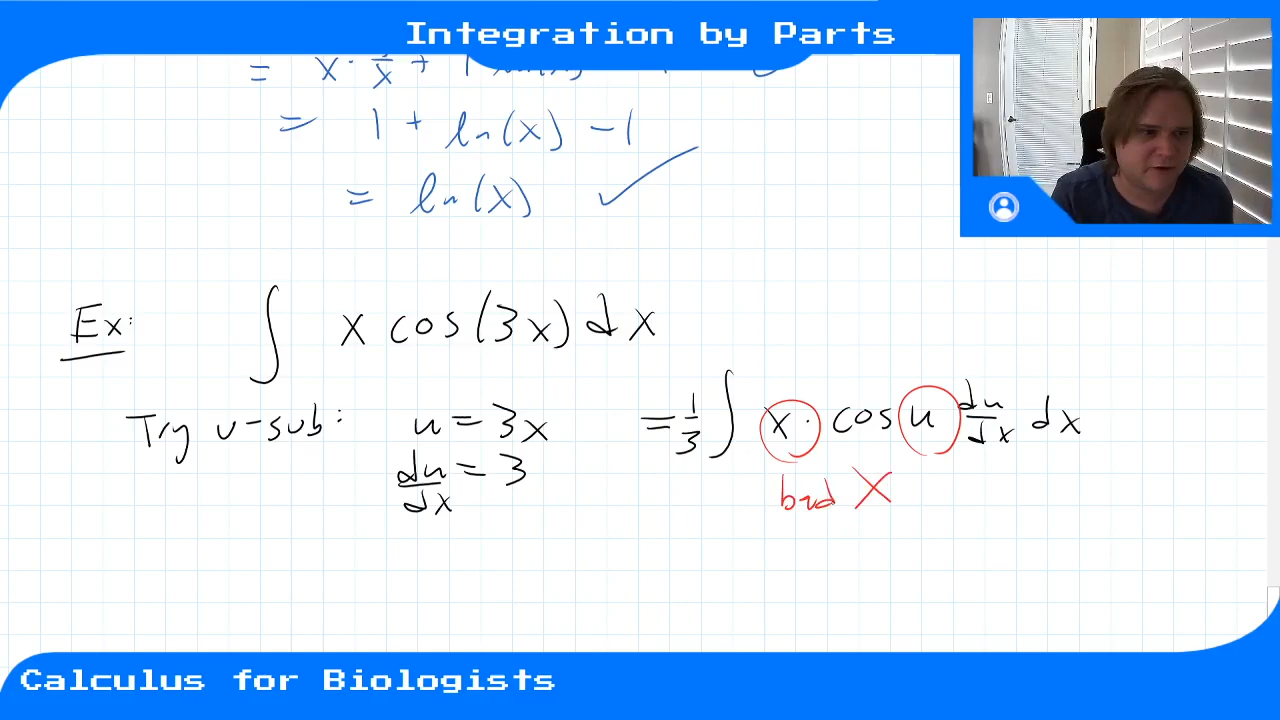 Integration by Parts
= x · 1/x +
= 1 + ln(x) - 1
= ln(x) ✓
Ex: ∫ x cos(3x) dx
Try u-sub: u = 3x = 1/3 ∫ x · cos u du/dx dx
du/dx = 3 bad X
Calculus for Biologists